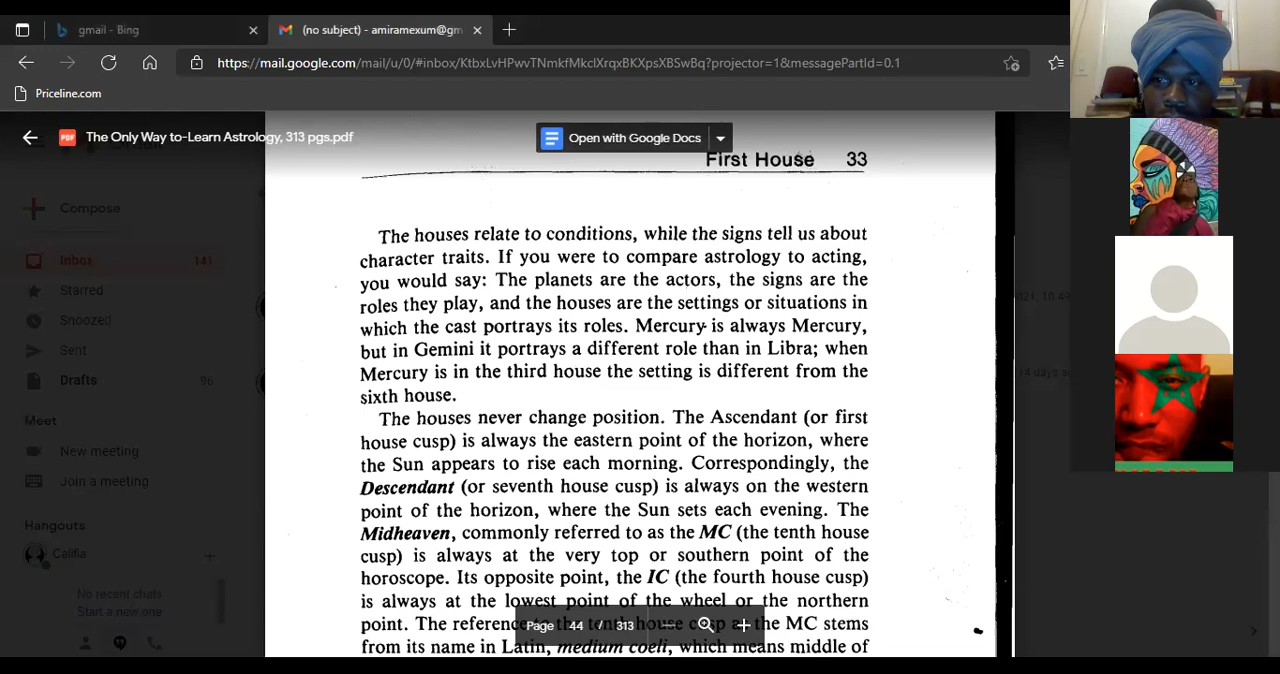 gmail - Bing
(no subject) - amiramexum@gm
https://mail.google.com/mail/u/0/#inbox/KtbxLvHPwvTNmkfMkclXrqxBKXpsXBSwBq?projector=1&messagePartId=0.1
Priceline.com
PDF
The Only Way to-Learn Astrology, 313 pgs.pdf
Open with Google Docs
Compose
Inbox 141
Starred
Snoozed
Sent
Drafts 96
Meet
New meeting
Join a meeting
Hangouts
Califia
No recent chats
Start a new one
First House 33
The houses relate to conditions, while the signs tell us about
character traits. If you were to compare astrology to acting,
you would say: The planets are the actors, the signs are the
roles they play, and the houses are the settings or situations in
which the cast portrays its roles. Mercury is always Mercury,
but in Gemini it portrays a different role than in Libra; when
Mercury is in the third house the setting is different from the
sixth house.
The houses never change position. The Ascendant (or first
house cusp) is always the eastern point of the horizon, where
the Sun appears to rise each morning. Correspondingly, the
Descendant (or seventh house cusp) is always on the western
point of the horizon, where the Sun sets each evening. The
Midheaven, commonly referred to as the MC (the tenth house
cusp) is always at the very top or southern point of the
horoscope. Its opposite point, the IC (the fourth house cusp)
is always at the lowest point of the wheel or the northern
point. The reference to the tenth house cusp as the MC stems
from its name in Latin, medium coeli, which means middle of
Page 44 / 313